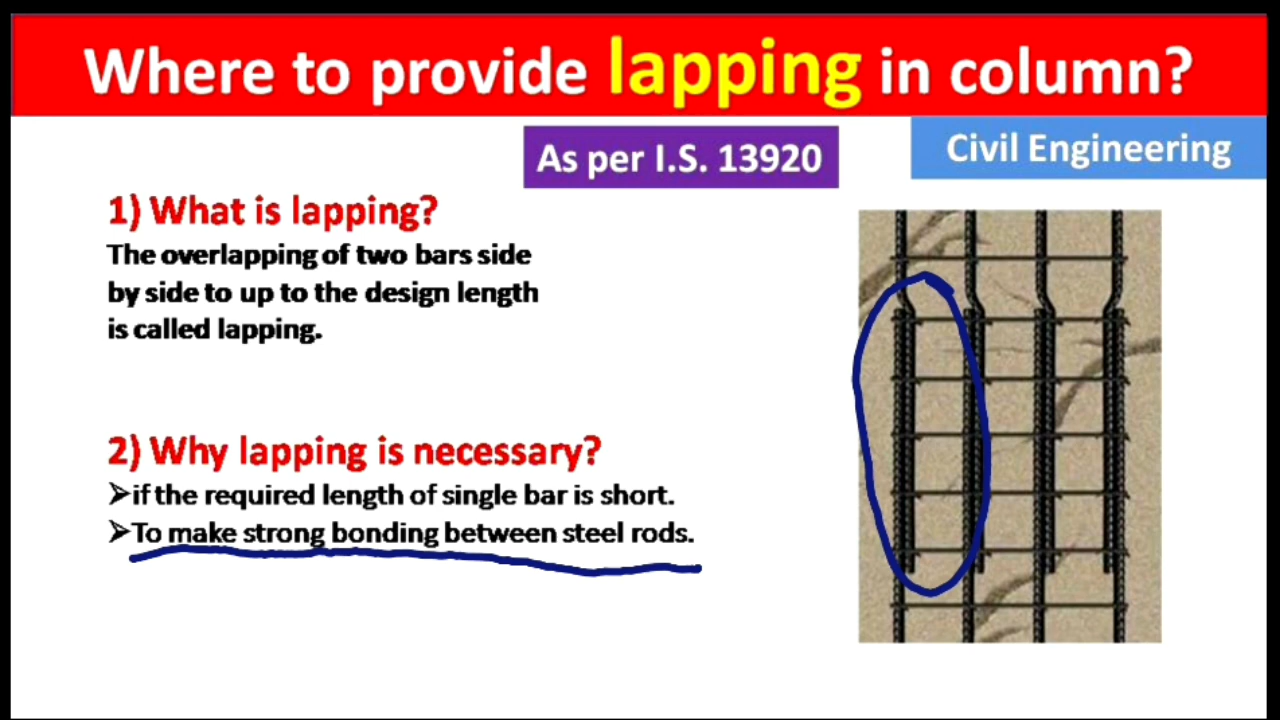 Where to provide lapping in column?
As per I.S. 13920
Civil Engineering
1) What is lapping?
The overlapping of two bars side
by side to up to the design length
is called lapping.
2) Why lapping is necessary?
➢if the required length of single bar is short.
➢To make strong bonding between steel rods.